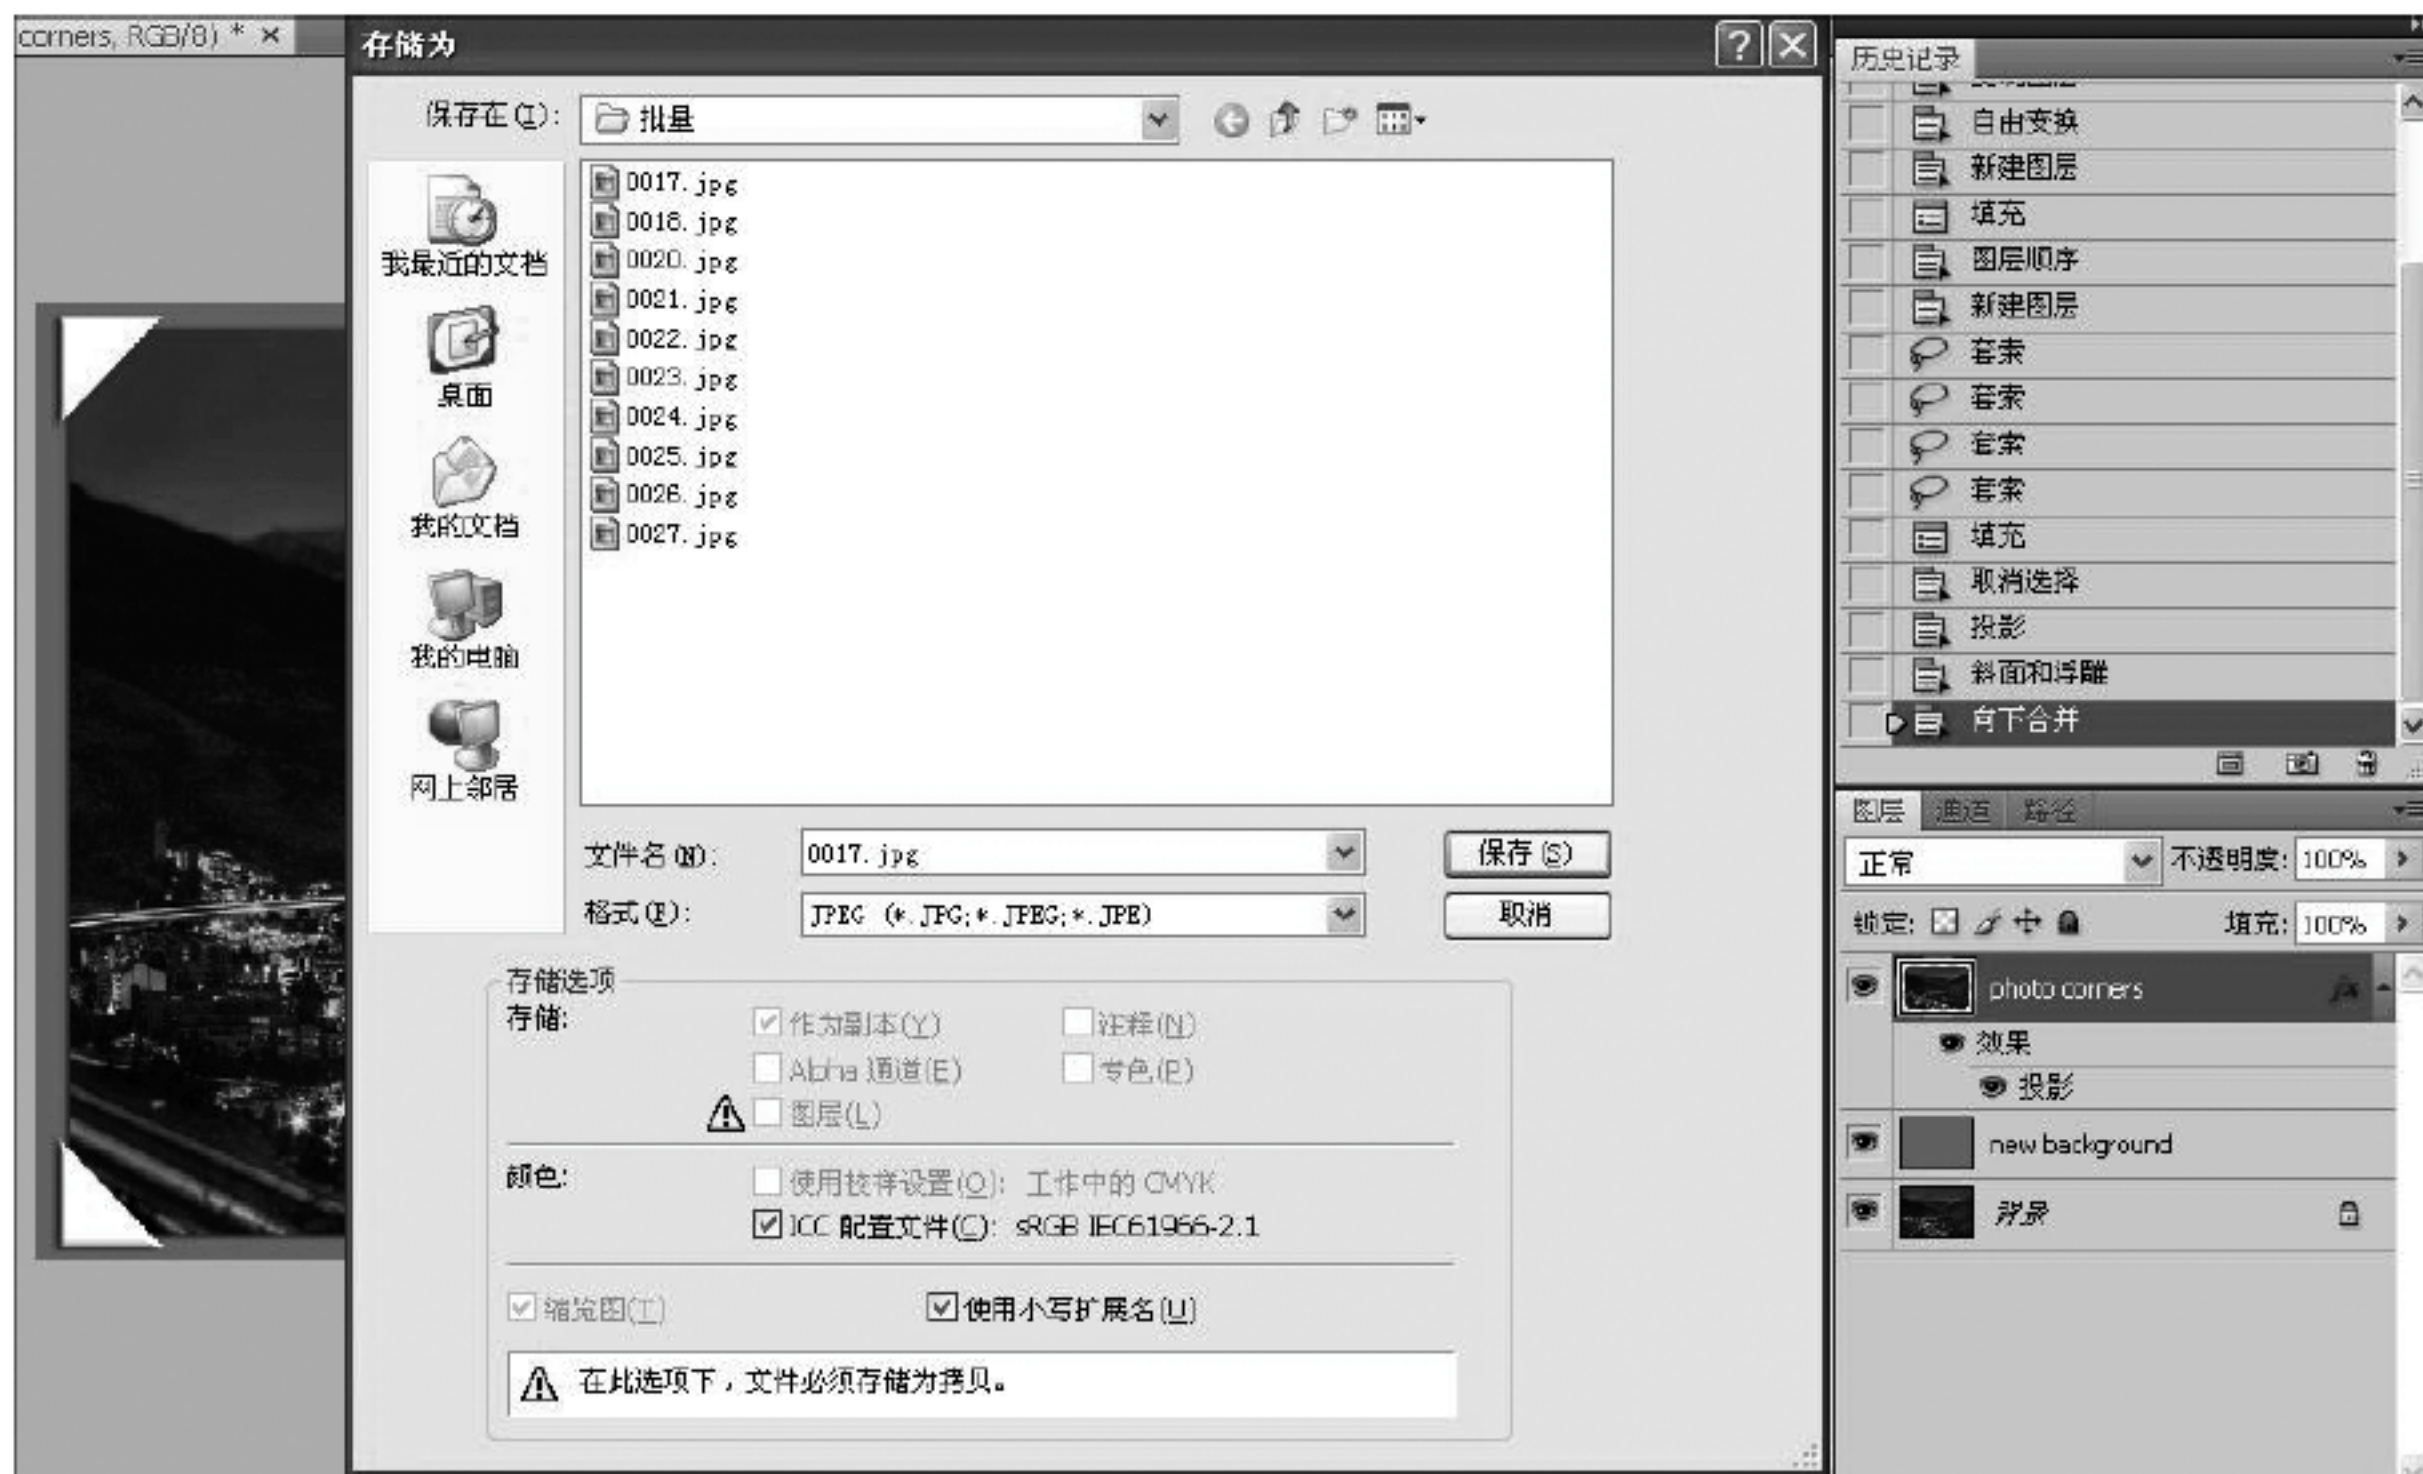 corners, RGB/8) * ×
存储为
保存在(I):
批量
我最近的文档
桌面
我的文档
我的电脑
网上邻居
0017.jpg
0018.jpg
0020.jpg
0021.jpg
0022.jpg
0023.jpg
0024.jpg
0025.jpg
0026.jpg
0027.jpg
文件名(N):
0017.jpg
保存(S)
格式(F):
JPEG (*.JPG;*.JPEG;*.JPE)
取消
存储选项
存储:
作为副本(Y)
注释(N)
Alpha 通道(E)
专色(P)
图层(L)
颜色:
使用校样设置(O): 工作中的 CMYK
ICC 配置文件(C): sRGB IEC61966-2.1
缩览图(T)
使用小写扩展名(U)
在此选项下，文件必须存储为拷贝。
历史记录
自由变换
新建图层
填充
图层顺序
新建图层
套索
套索
套索
套索
填充
取消选择
投影
斜面和浮雕
向下合并
图层 通道 路径
正常
不透明度: 100%
锁定:
填充: 100%
photo corners fx
效果
投影
new background
背景